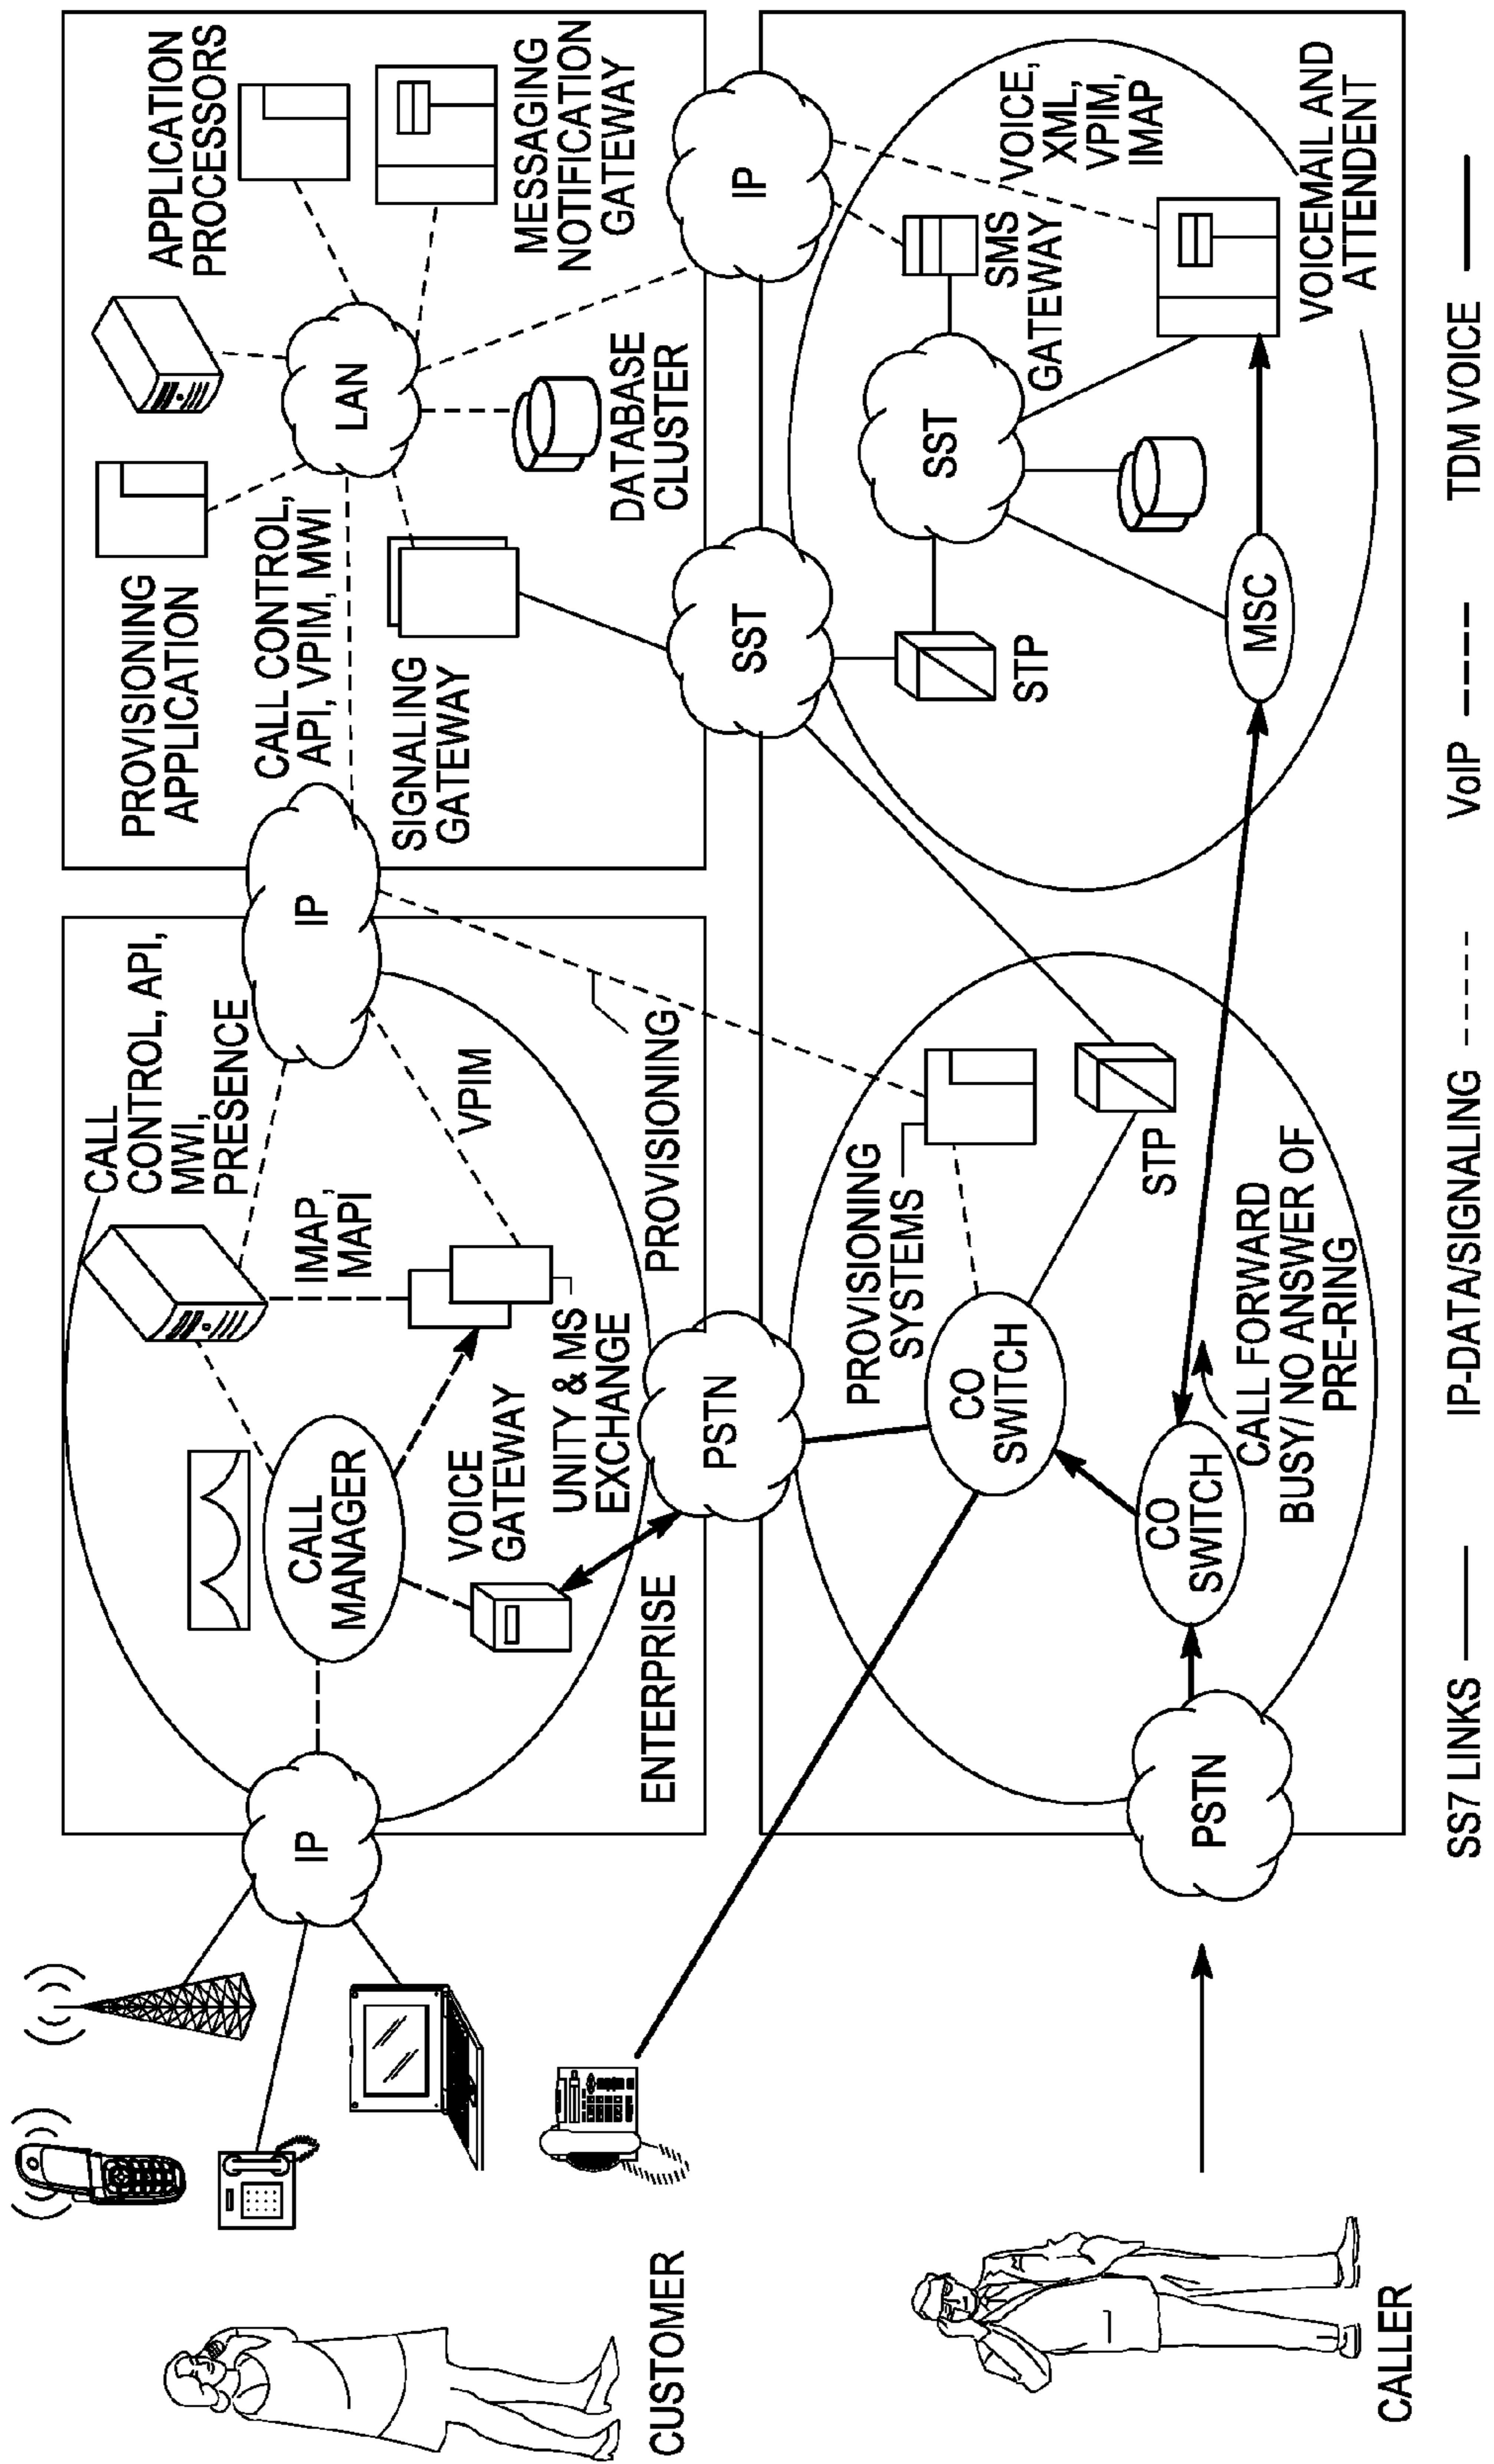 CUSTOMER
CALLER
IP
CALL
MANAGER
CALL
CONTROL, API,
MWI,
PRESENCE
IMAP,
MAPI
VPIM
VOICE
GATEWAY
UNITY & MS
EXCHANGE
ENTERPRISE
PROVISIONING
IP
PROVISIONING
APPLICATION
CALL CONTROL,
API, VPIM, MWI
SIGNALING
GATEWAY
LAN
APPLICATION
PROCESSORS
MESSAGING
NOTIFICATION
GATEWAY
DATABASE
CLUSTER
PSTN
SST
IP
PROVISIONING
SYSTEMS
CO
SWITCH
STP
PSTN
CO
SWITCH
CALL FORWARD
BUSY/ NO ANSWER OF
PRE-RING
STP
SST
SMS
GATEWAY
VOICE,
XML,
VPIM,
IMAP
MSC
VOICEMAIL AND
ATTENDENT
SS7 LINKS
IP-DATA/SIGNALING
VoIP
TDM VOICE